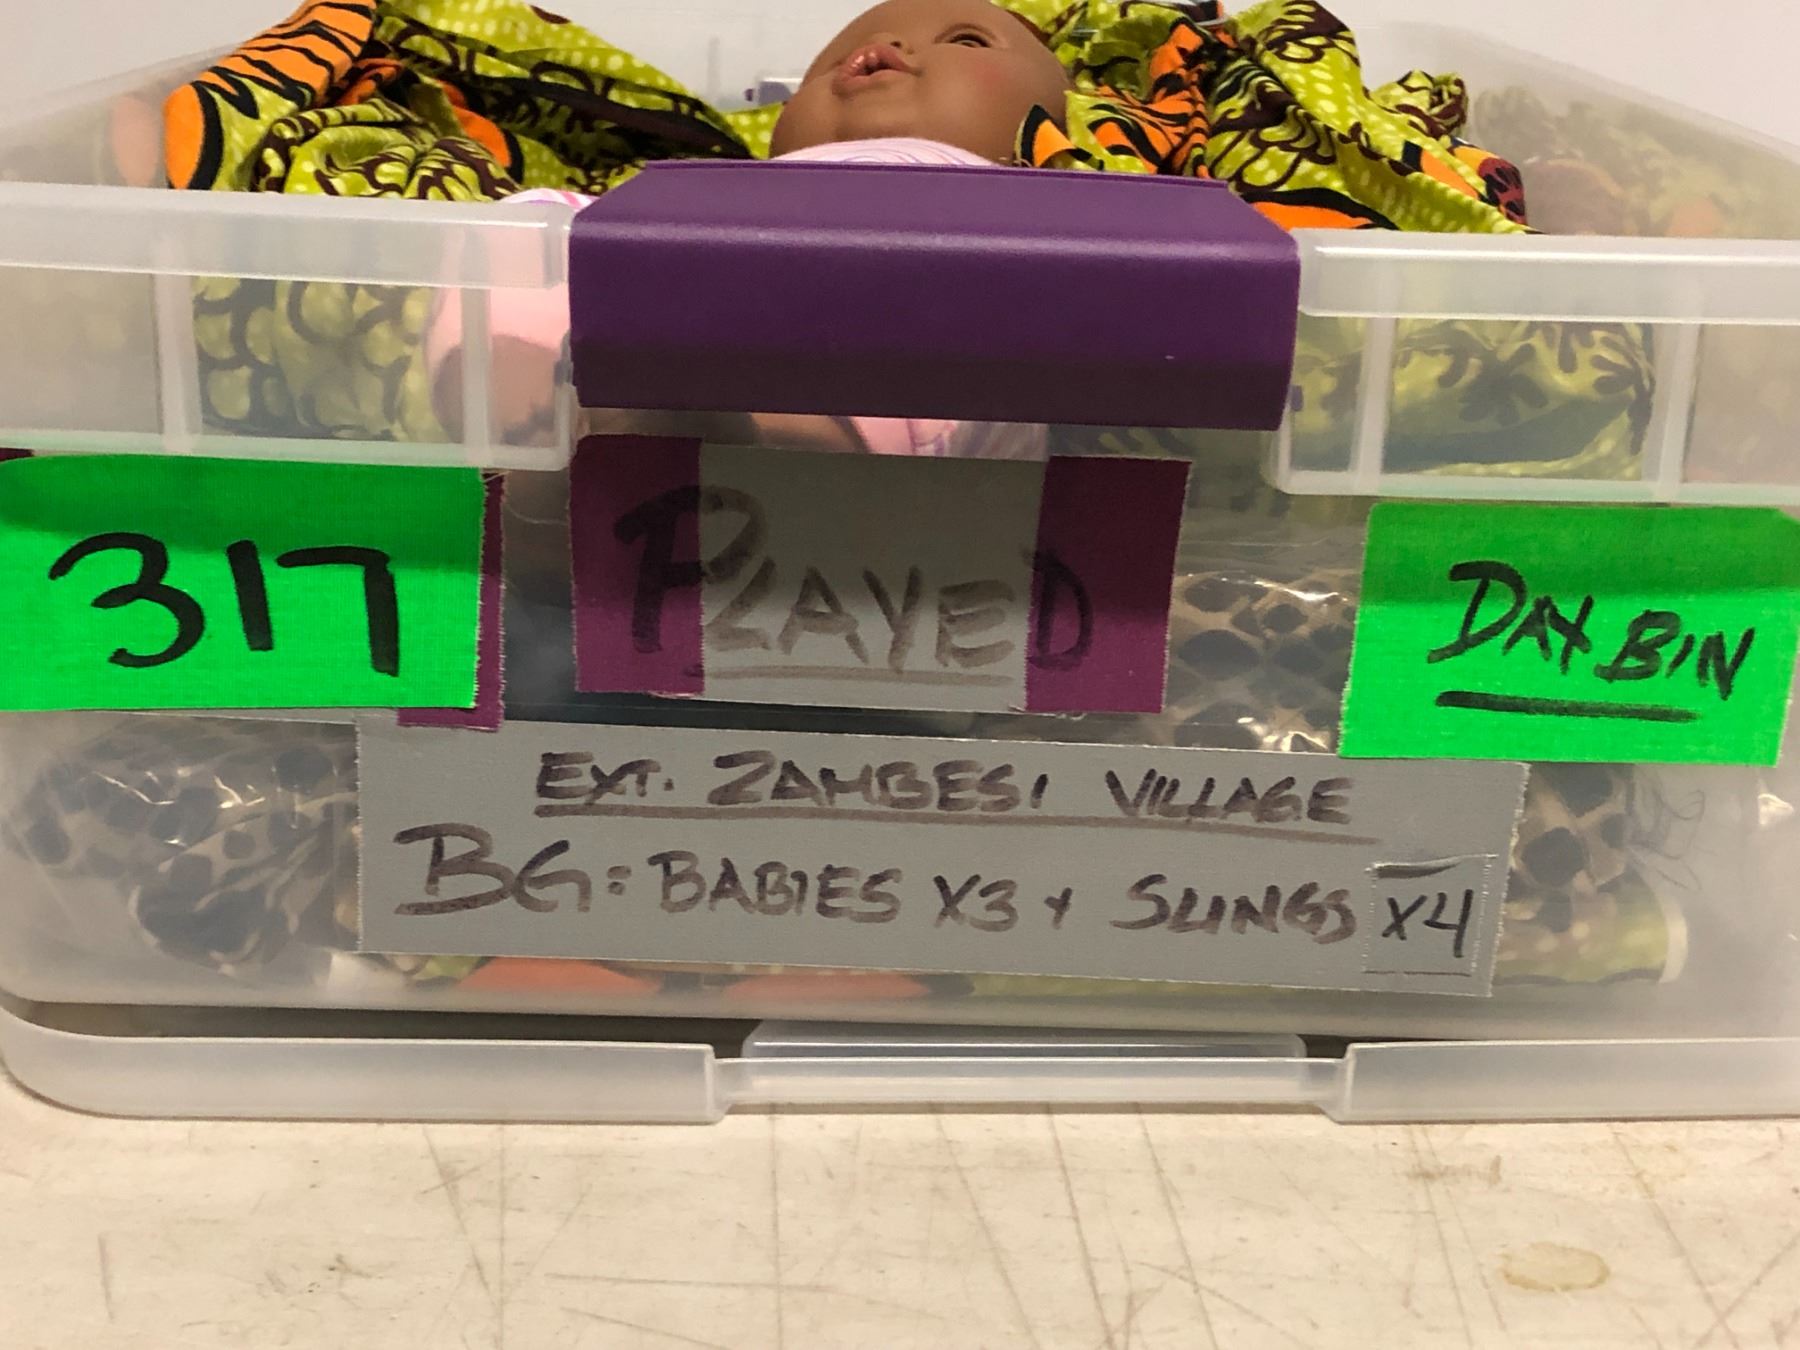 317
PLAYED
DAY BIN
EXT. ZAMBESI VILLAGE
BG: BABIES X3 + SLINGS X4